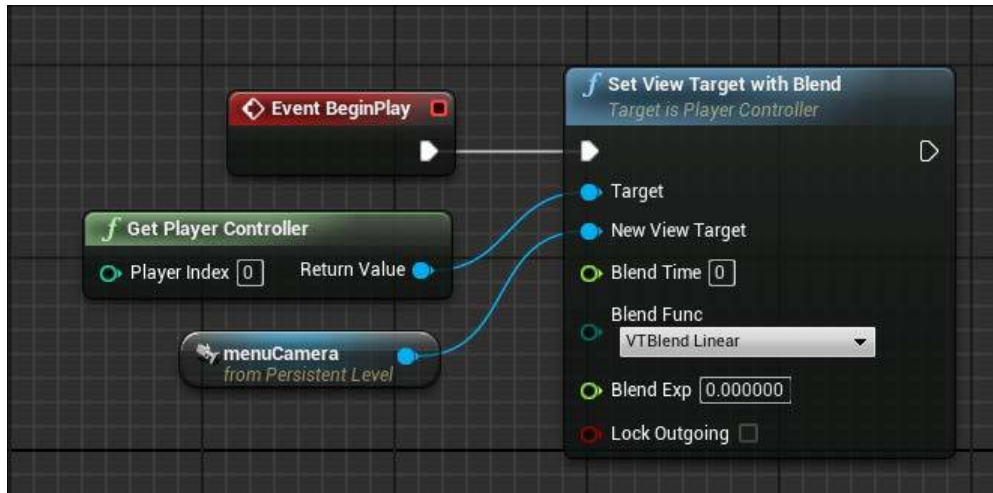 Event BeginPlay
f Get Player Controller
Player Index 0 Return Value
menuCamera
from Persistent Level
f Set View Target with Blend
Target is Player Controller
Target
New View Target
Blend Time 0
Blend Func
VTBlend Linear
Blend Exp 0.000000
Lock Outgoing